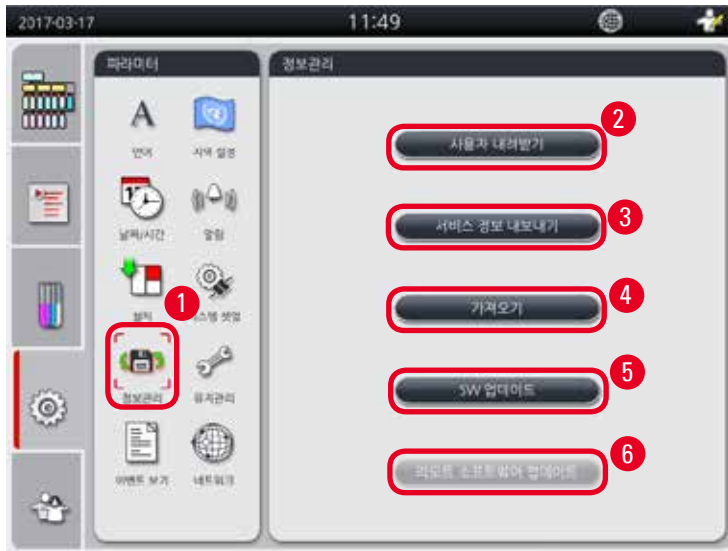 2017-03-17
11:49
파라미터
정보관리
A
언어
지역 설정
날짜/시간
알림
설치
시스템 셋업
정보관리
유지관리
이벤트 보기
네트워크
사용자 내려받기
서비스 정보 내보내기
가져오기
SW 업데이트
리모트 소프트웨어 업데이트
1
2
3
4
5
6